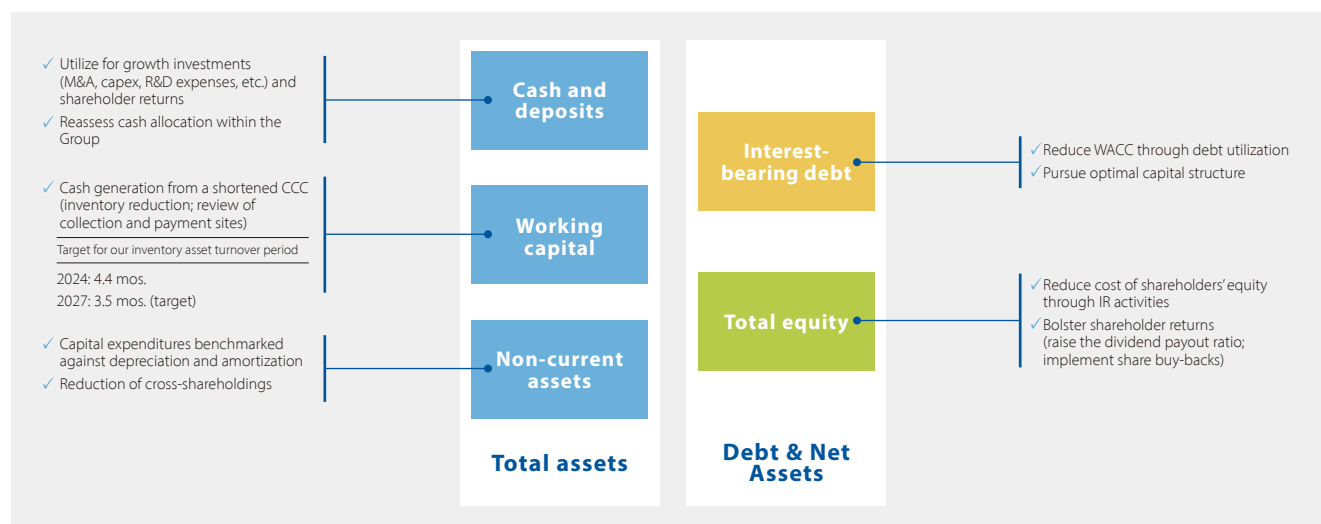 ✓ Utilize for growth investments
(M&A, capex, R&D expenses, etc.) and
shareholder returns
✓ Reassess cash allocation within the
Group
✓ Cash generation from a shortened CCC
(inventory reduction; review of
collection and payment sites)
Target for our inventory asset turnover period
2024: 4.4 mos.
2027: 3.5 mos. (target)
✓ Capital expenditures benchmarked
against depreciation and amortization
✓ Reduction of cross-shareholdings
Cash and
deposits
Working
capital
Non-current
assets
Total assets
Interest-
bearing debt
Total equity
Debt & Net
Assets
✓Reduce WACC through debt utilization
✓Pursue optimal capital structure
✓Reduce cost of shareholders' equity
through IR activities
✓Bolster shareholder returns
(raise the dividend payout ratio;
implement share buy-backs)